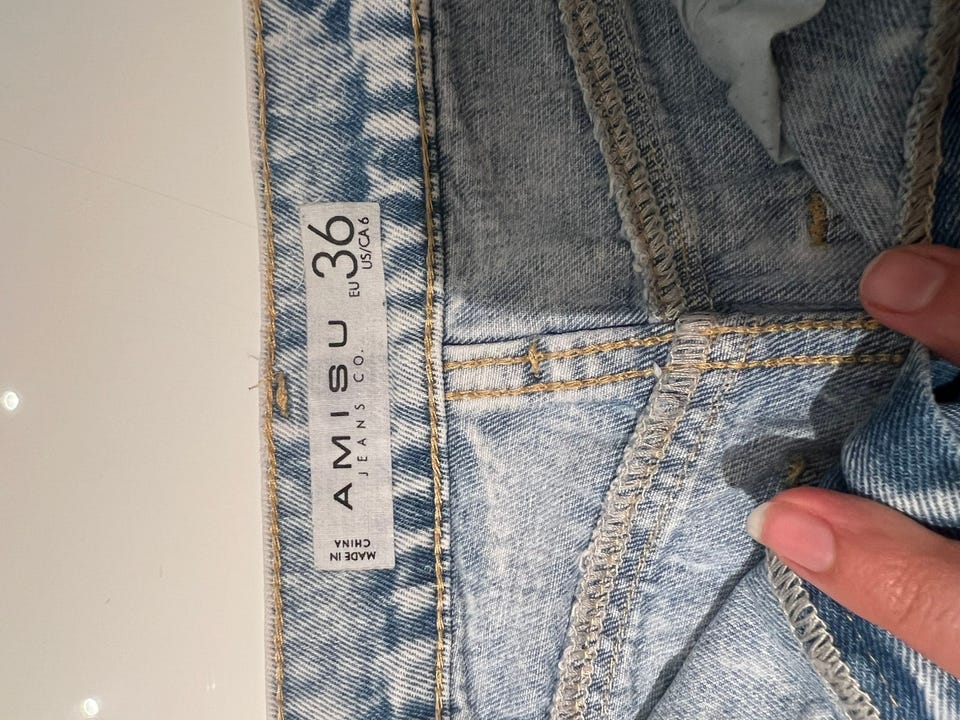 AMISU
JEANS CO.
EU 36
US/CA 6
MADE IN
CHINA